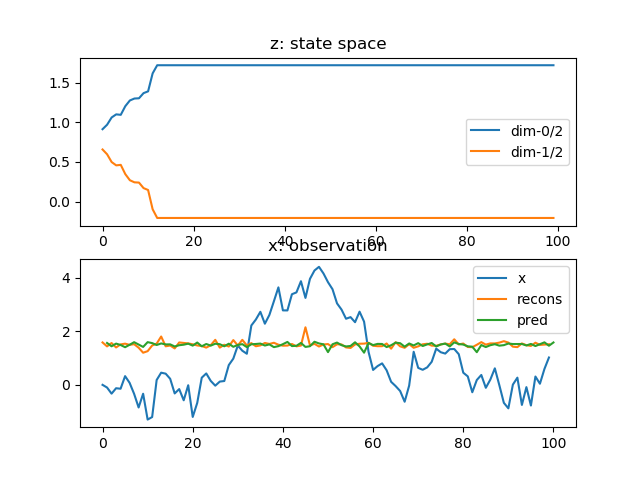 z: state space
1.5
1.0
0.5
0.0
dim-0/2
dim-1/2
0 20 40 60 80 100
x: observation
4
2
0
x
recons
pred
0 20 40 60 80 100